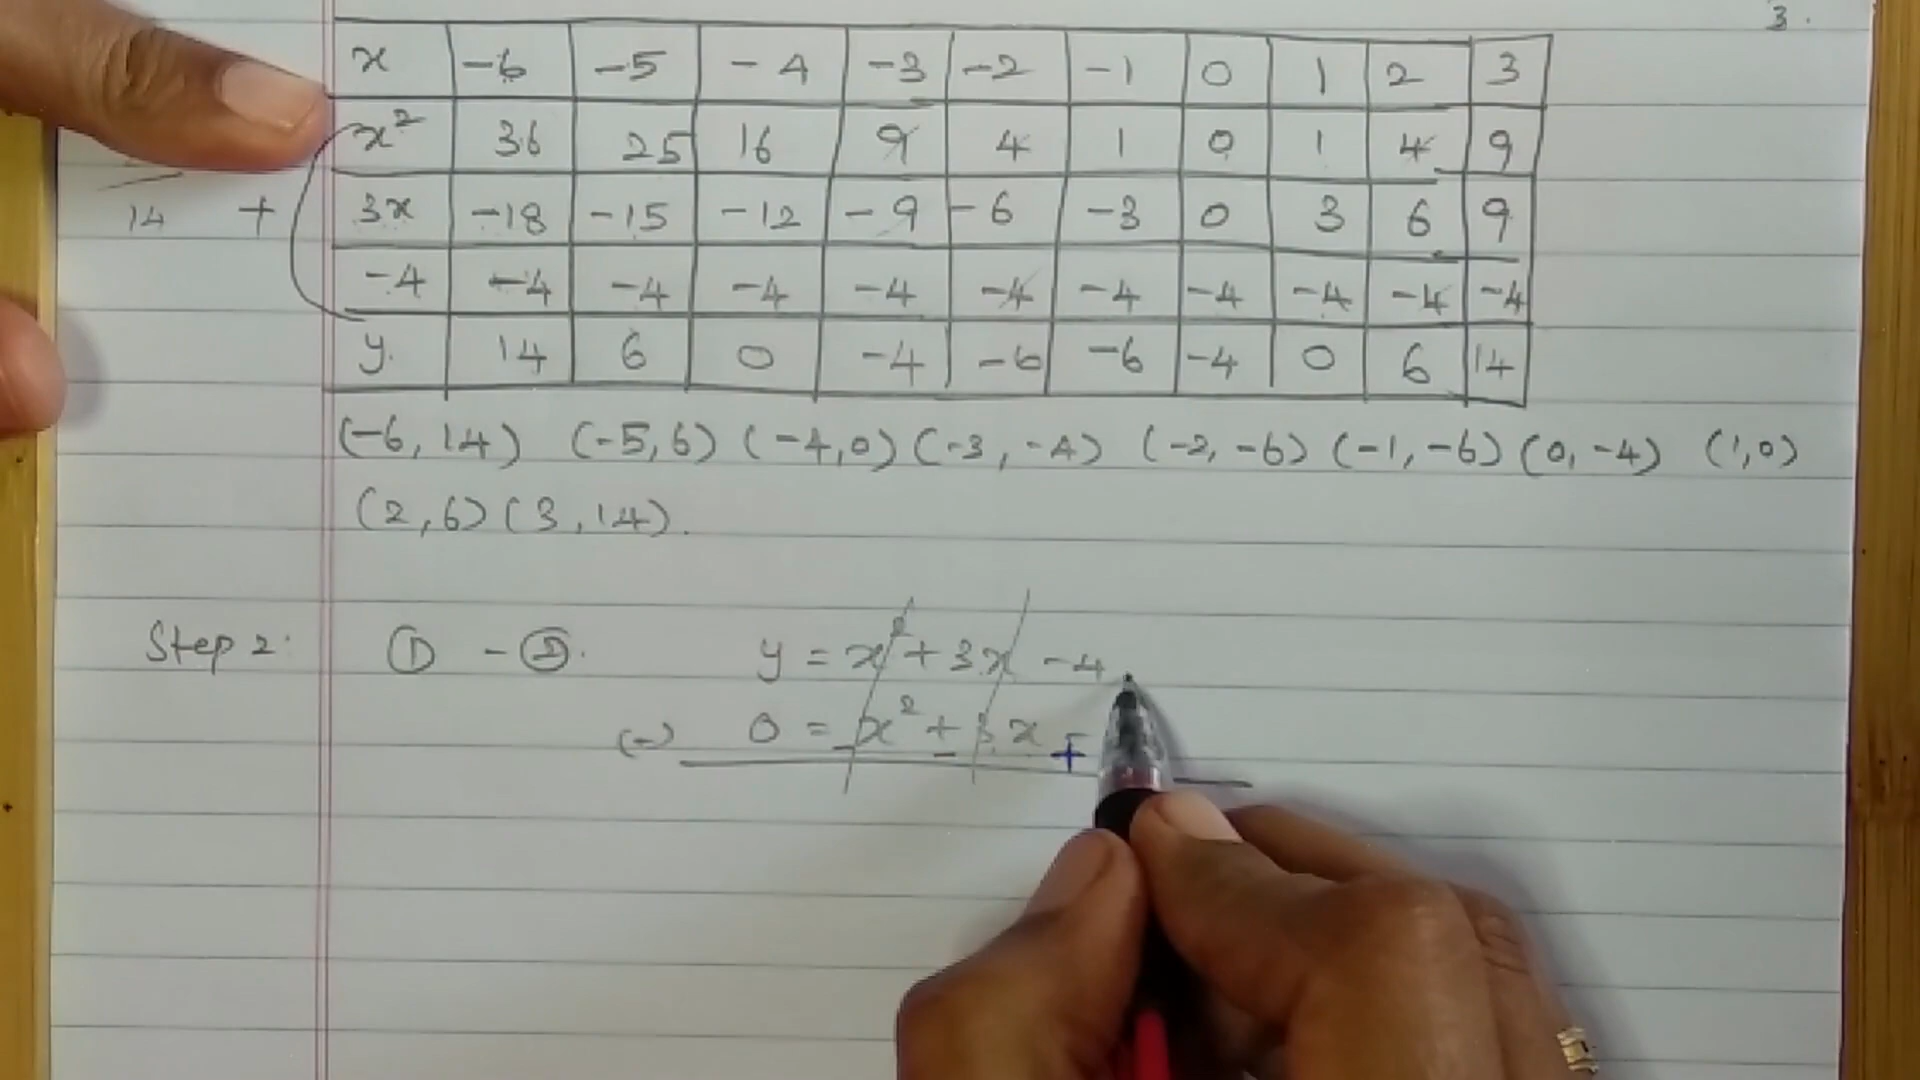 3.
x -6 -5 -4 -3 -2 -1 0 1 2 3
x² 36 25 16 9 4 1 0 1 4 9
14 + 3x -18 -15 -12 -9 -6 -3 0 3 6 9
-4 -4 -4 -4 -4 -4 -4 -4 -4 -4 -4
y. 14 6 0 -4 -6 -6 -4 0 6 14
(-6, 14) (-5,6) (-4,0) (-3,-4) (-2,-6) (-1,-6) (0,-4) (1,0)
(2,6) (3,14).
Step 2: ① - ②. y = x² + 3x - 4
(-) 0 = x² + 3x
- - +